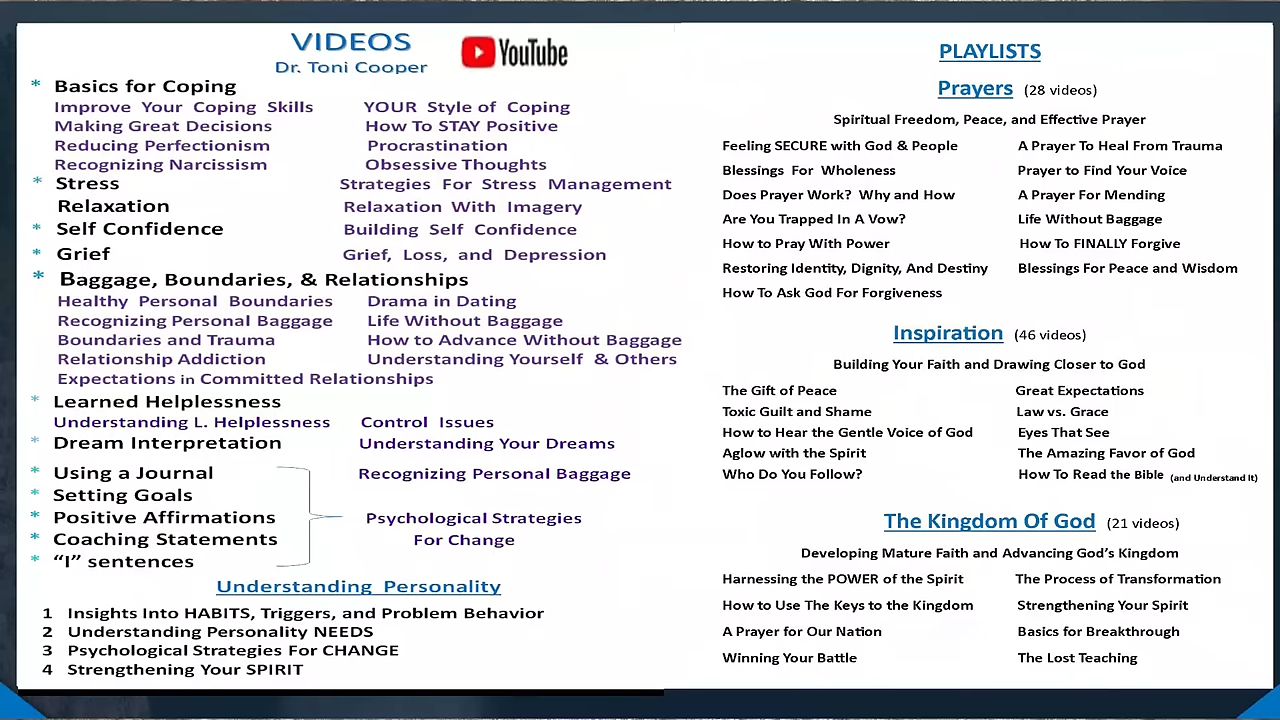 VIDEOS
Dr. Toni Cooper
YouTube
* Basics for Coping
Improve Your Coping Skills YOUR Style of Coping
Making Great Decisions How To STAY Positive
Reducing Perfectionism Procrastination
Recognizing Narcissism Obsessive Thoughts
* Stress Strategies For Stress Management
Relaxation Relaxation With Imagery
* Self Confidence Building Self Confidence
* Grief Grief, Loss, and Depression
* Baggage, Boundaries, & Relationships
Healthy Personal Boundaries Drama in Dating
Recognizing Personal Baggage Life Without Baggage
Boundaries and Trauma How to Advance Without Baggage
Relationship Addiction Understanding Yourself & Others
Expectations in Committed Relationships
* Learned Helplessness
Understanding L. Helplessness Control Issues
* Dream Interpretation Understanding Your Dreams
* Using a Journal Recognizing Personal Baggage
* Setting Goals
* Positive Affirmations Psychological Strategies
* Coaching Statements For Change
* “I” sentences
Understanding Personality
1 Insights Into HABITS, Triggers, and Problem Behavior
2 Understanding Personality NEEDS
3 Psychological Strategies For CHANGE
4 Strengthening Your SPIRIT
PLAYLISTS
Prayers (28 videos)
Spiritual Freedom, Peace, and Effective Prayer
Feeling SECURE with God & People A Prayer To Heal From Trauma
Blessings For Wholeness Prayer to Find Your Voice
Does Prayer Work? Why and How A Prayer For Mending
Are You Trapped In A Vow? Life Without Baggage
How to Pray With Power How To FINALLY Forgive
Restoring Identity, Dignity, And Destiny Blessings For Peace and Wisdom
How To Ask God For Forgiveness
Inspiration (46 videos)
Building Your Faith and Drawing Closer to God
The Gift of Peace Great Expectations
Toxic Guilt and Shame Law vs. Grace
How to Hear the Gentle Voice of God Eyes That See
Aglow with the Spirit The Amazing Favor of God
Who Do You Follow? How To Read the Bible (and Understand It)
The Kingdom Of God (21 videos)
Developing Mature Faith and Advancing God’s Kingdom
Harnessing the POWER of the Spirit The Process of Transformation
How to Use The Keys to the Kingdom Strengthening Your Spirit
A Prayer for Our Nation Basics for Breakthrough
Winning Your Battle The Lost Teaching